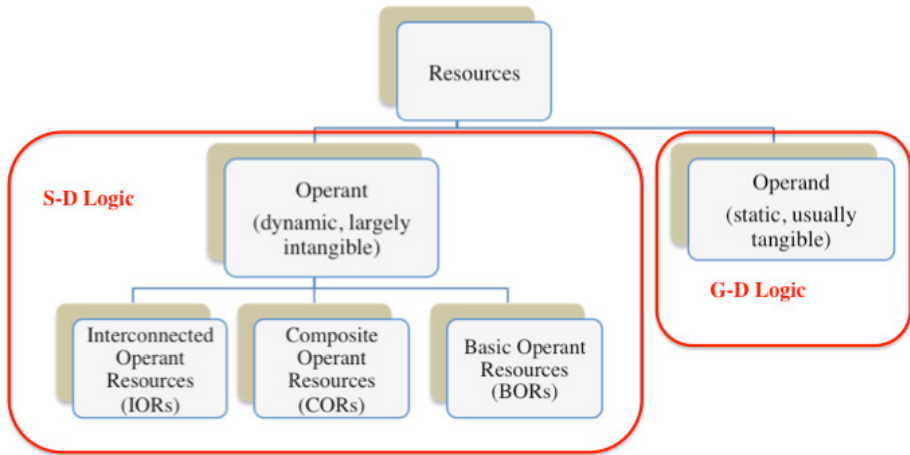 Resources
S-D Logic
Operant
(dynamic, largely
intangible)
Operand
(static, usually
tangible)
G-D Logic
Interconnected
Operant
Resources
(IORs)
Composite
Operant
Resources
(CORs)
Basic Operant
Resources
(BORs)